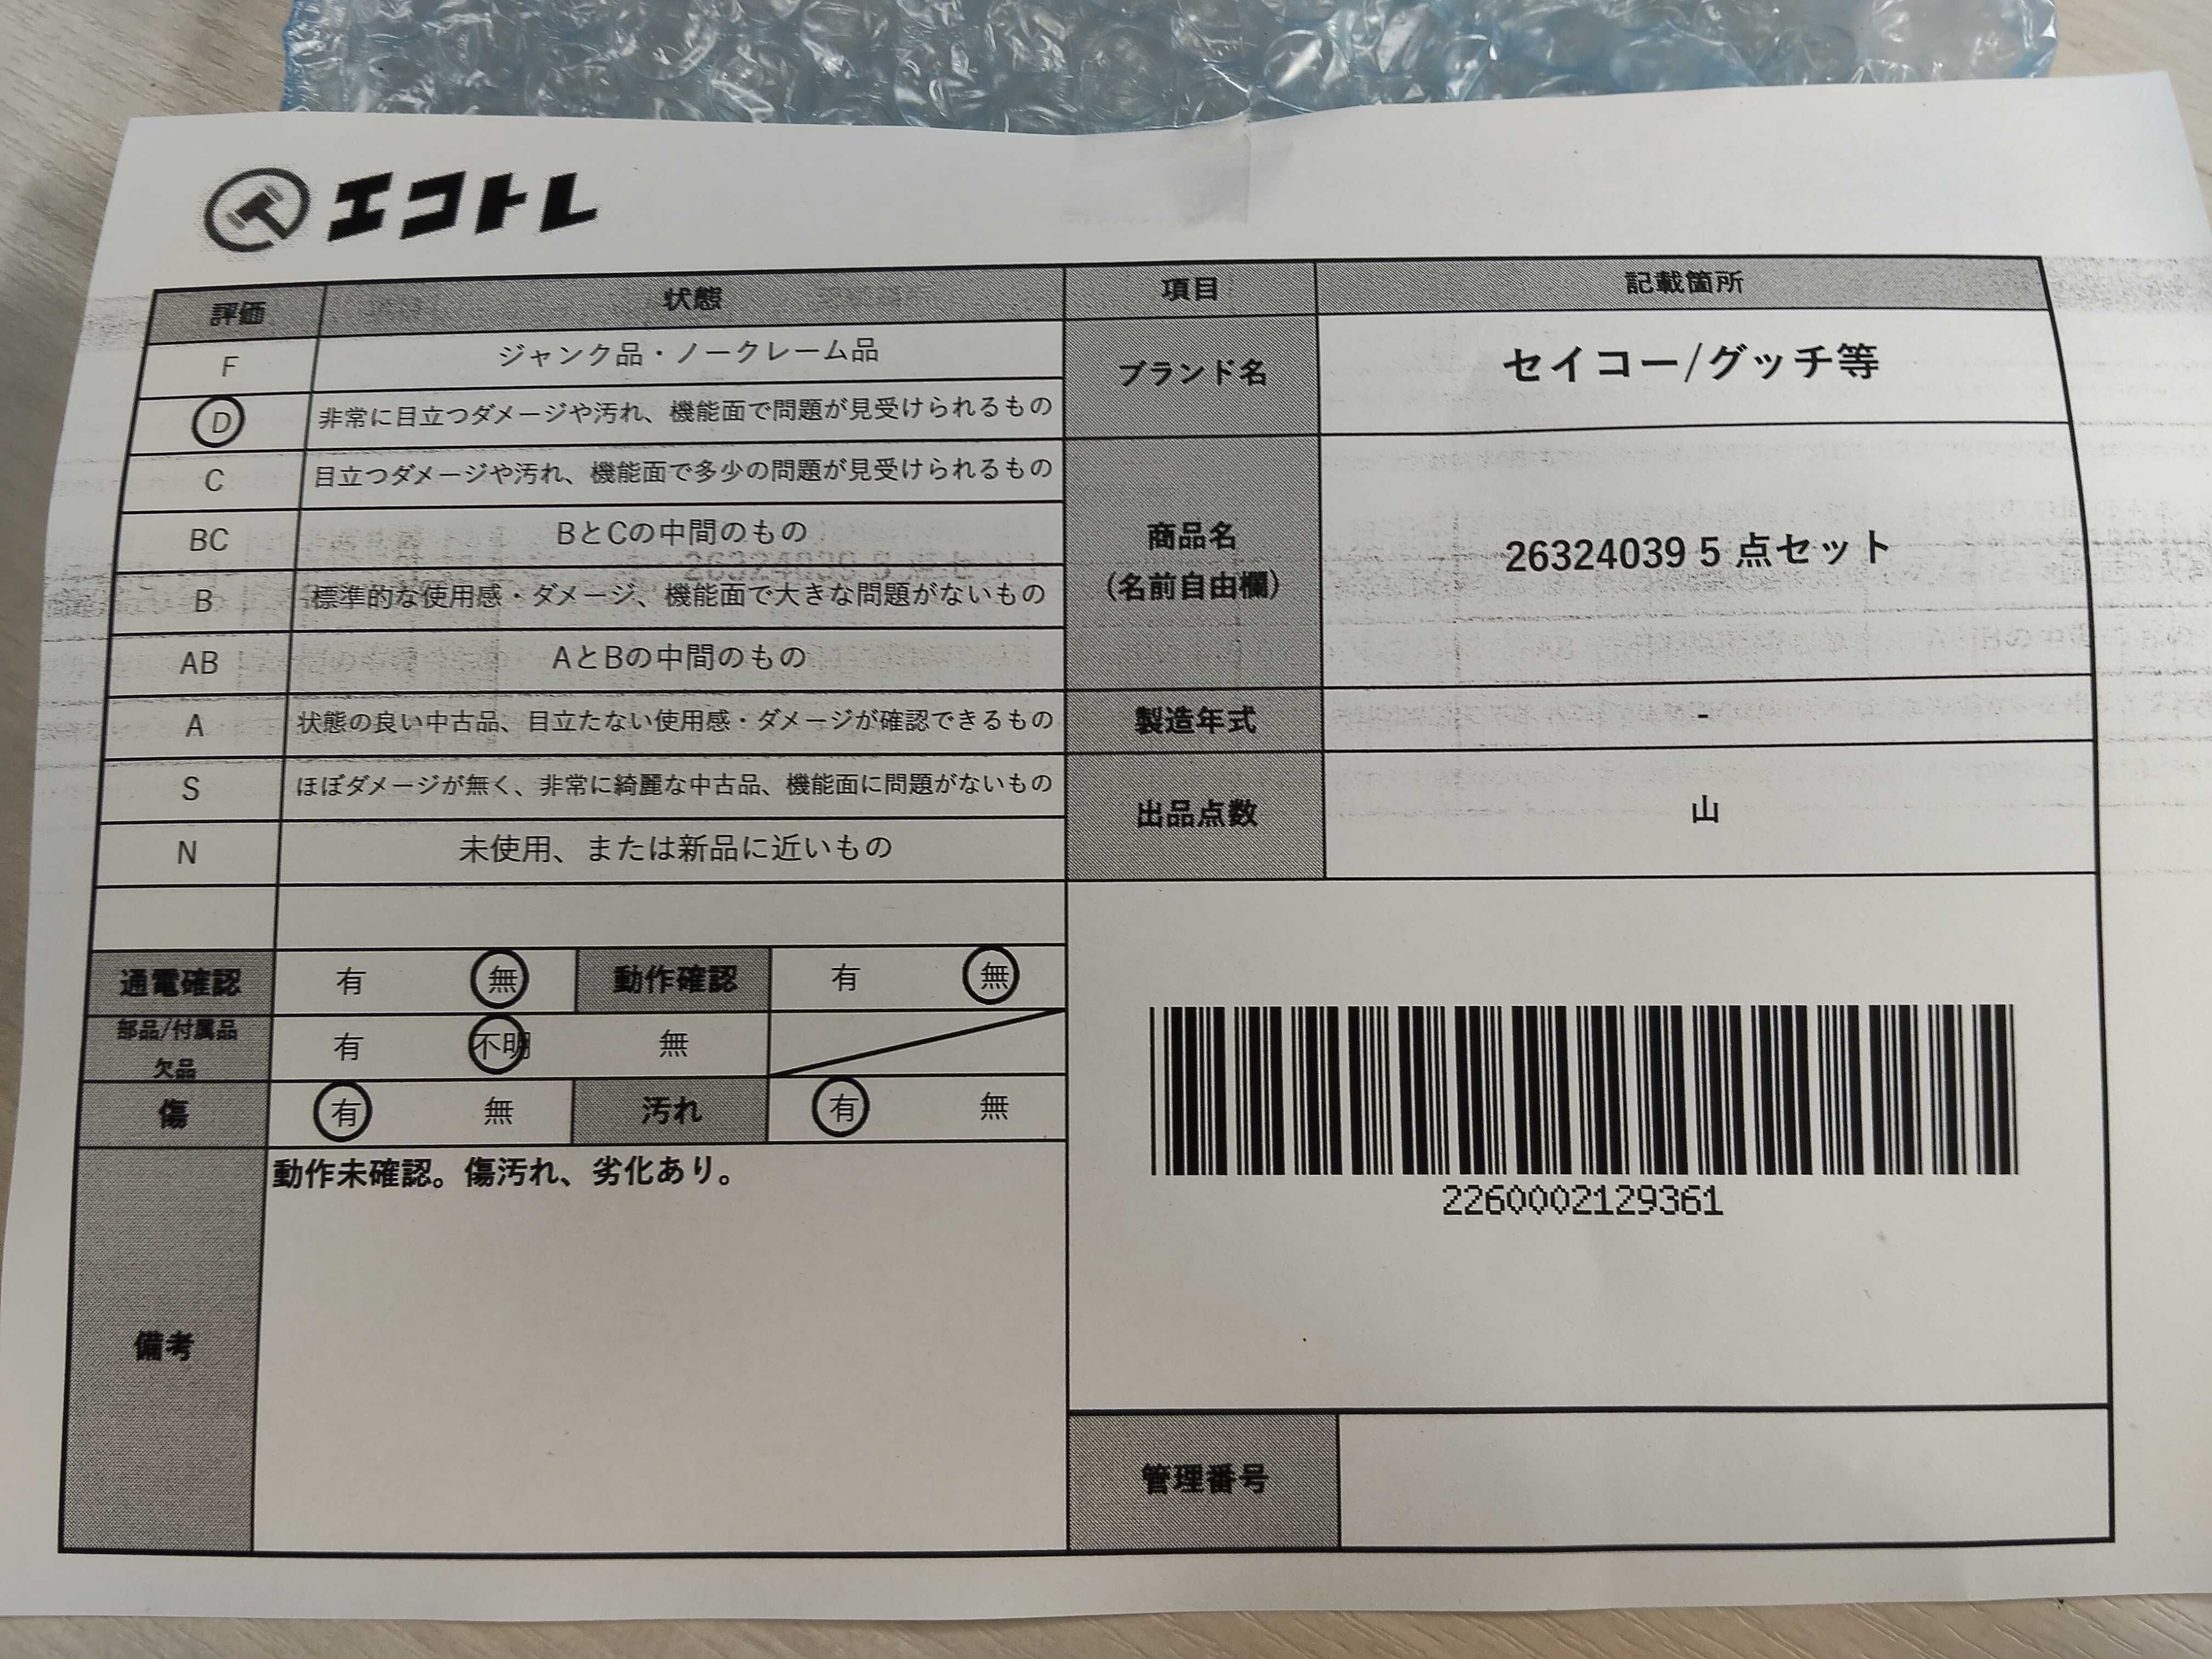 エコトレ
評価 状態 項目 記載箇所
F ジャンク品・ノークレーム品
D 非常に目立つダメージや汚れ、機能面で問題が見受けられるもの
C 目立つダメージや汚れ、機能面で多少の問題が見受けられるもの
BC BとCの中間のもの
B 標準的な使用感・ダメージ、機能面で大きな問題がないもの
AB AとBの中間のもの
A 状態の良い中古品、目立たない使用感・ダメージが確認できるもの
S ほぼダメージが無く、非常に綺麗な中古品、機能面に問題がないもの
N 未使用、または新品に近いもの
通電確認 有 無 動作確認 有 無
部品/付属品
欠品 有 不明 無
傷 有 無 汚れ 有 無
備考 動作未確認。傷汚れ、劣化あり。
ブランド名 セイコー/グッチ等
商品名
(名前自由欄) 26324039 5 点セット
製造年式 -
出品点数 山
2260002129361
管理番号